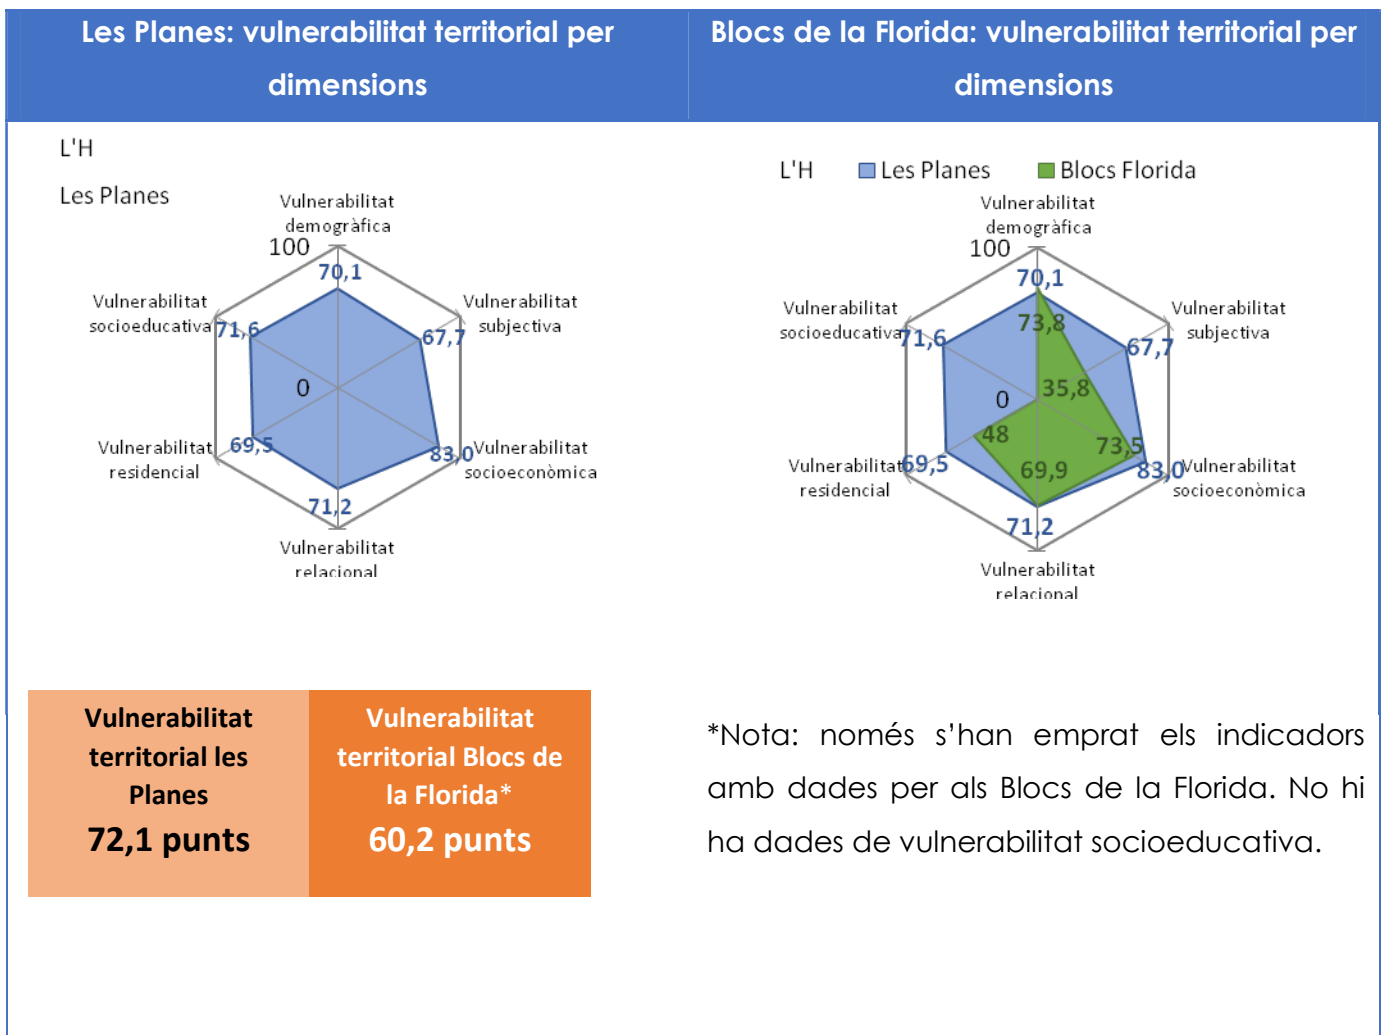 Les Planes: vulnerabilitat territorial per
dimensions
Blocs de la Florida: vulnerabilitat territorial per
dimensions
L'H
Les Planes
Vulnerabilitat
demogràfica
100
70,1
Vulnerabilitat
socioeducativa
71,6
Vulnerabilitat
subjectiva
67,7
0
Vulnerabilitat
residencial
69,5
83,0
Vulnerabilitat
socioeconòmica
71,2
Vulnerabilitat
relacional
L'H
Les Planes
Blocs Florida
Vulnerabilitat
demogràfica
100
70,1
73,8
Vulnerabilitat
socioeducativa
71,6
Vulnerabilitat
subjectiva
67,7
35,8
0
48
73,5
Vulnerabilitat
residencial
69,5
69,9
83,0
Vulnerabilitat
socioeconòmica
71,2
Vulnerabilitat
relacional
Vulnerabilitat
territorial les
Planes
72,1 punts
Vulnerabilitat
territorial Blocs de
la Florida*
60,2 punts
*Nota: només s’han emprat els indicadors
amb dades per als Blocs de la Florida. No hi
ha dades de vulnerabilitat socioeducativa.